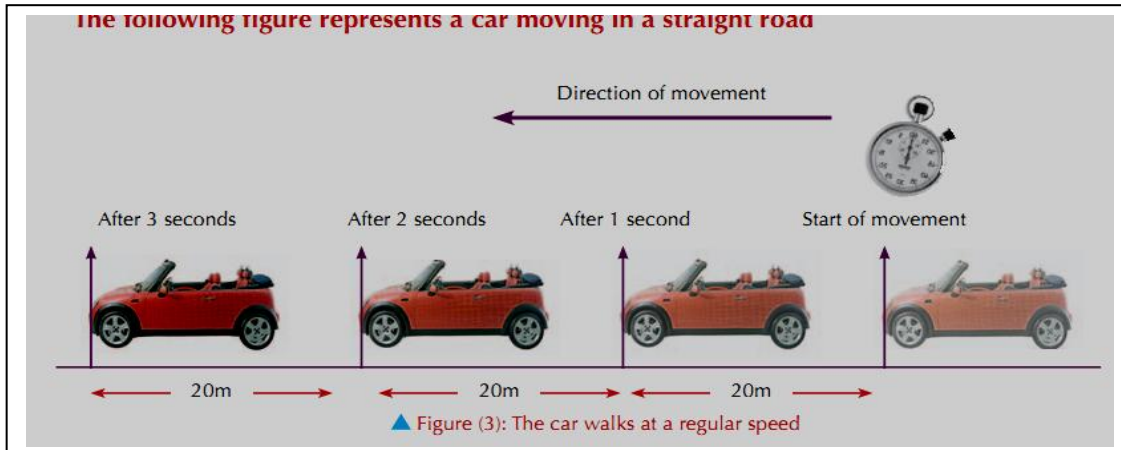 The following figure represents a car moving in a straight road
Direction of movement
After 3 seconds
After 2 seconds
After 1 second
Start of movement
20m
20m
20m
Figure (3): The car walks at a regular speed